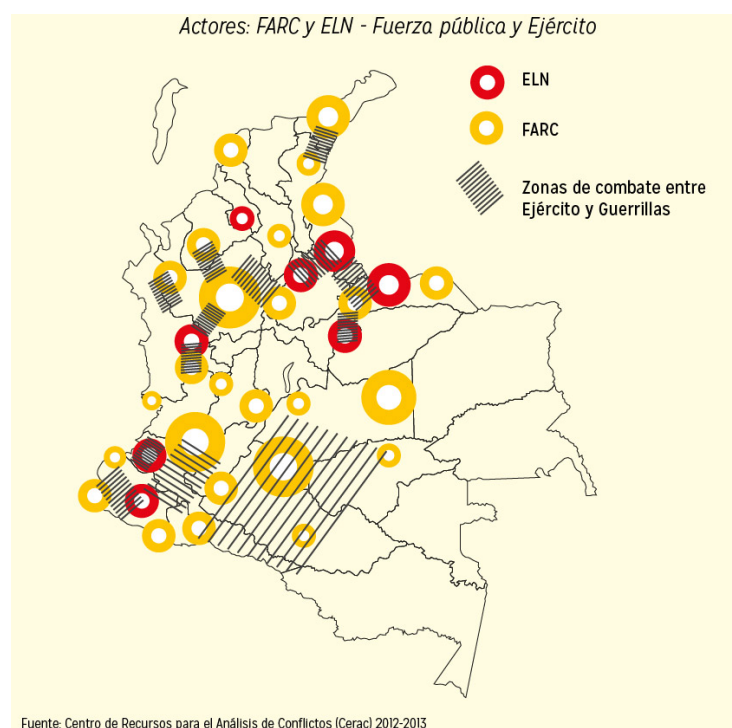 Actores: FARC y ELN - Fuerza pública y Ejército
ELN
FARC
Zonas de combate entre
Ejército y Guerrillas
Fuente: Centro de Recursos para el Análisis de Conflictos (Cerac) 2012-2013